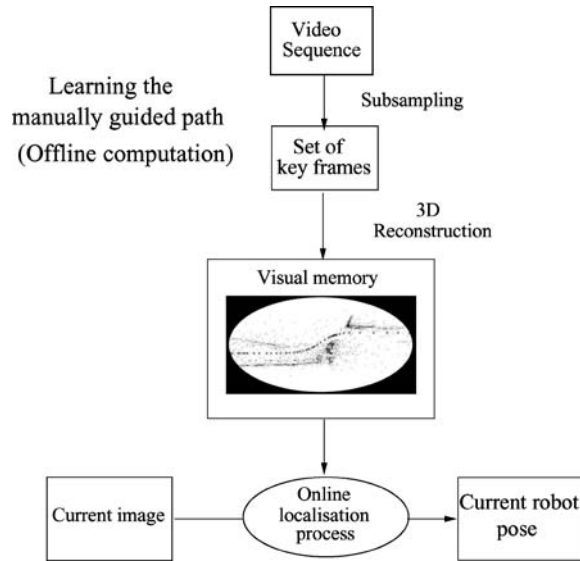 Video
Sequence
Learning the
manually guided path
(Offline computation)
Subsampling
Set of
key frames
3D
Reconstruction
Visual memory
Current image
Online
localisation
process
Current robot
pose